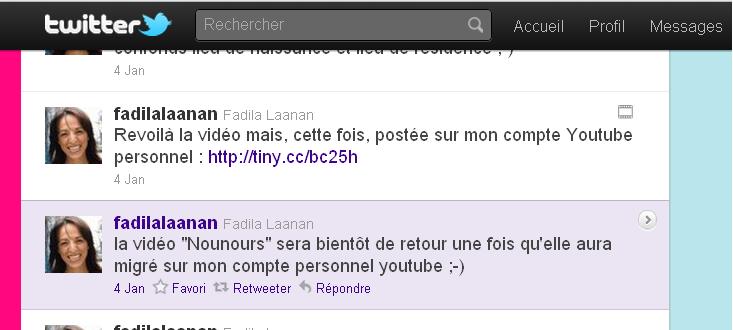 twitter
Rechercher
Accueil Profil Messages
confonds lieu de naissance et lieu de résidence ;-)
4 Jan
fadilalaanan Fadila Laanan
Revoilà la vidéo mais, cette fois, postée sur mon compte Youtube
personnel : http://tiny.cc/bc25h
4 Jan
fadilalaanan Fadila Laanan
la vidéo "Nounours" sera bientôt de retour une fois qu'elle aura
migré sur mon compte personnel youtube ;-)
4 Jan Favori Retweeter Répondre
fadilalaanan Fadila Laanan